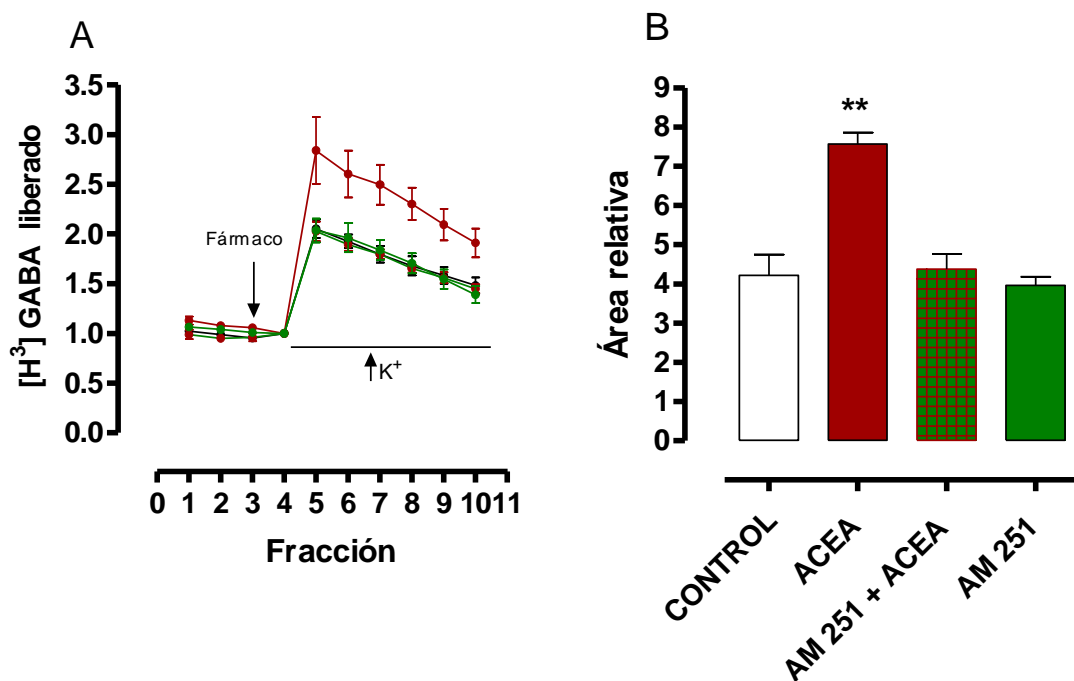 A
[H³] GABA liberado
3.5
3.0
2.5
2.0
1.5
1.0
0.5
0.0
Fármaco
K⁺
0 1 2 3 4 5 6 7 8 9 10 11
Fracción
B
Área relativa
9
8
7
6
5
4
3
2
1
0
**
CONTROL
ACEA
AM 251 + ACEA
AM 251